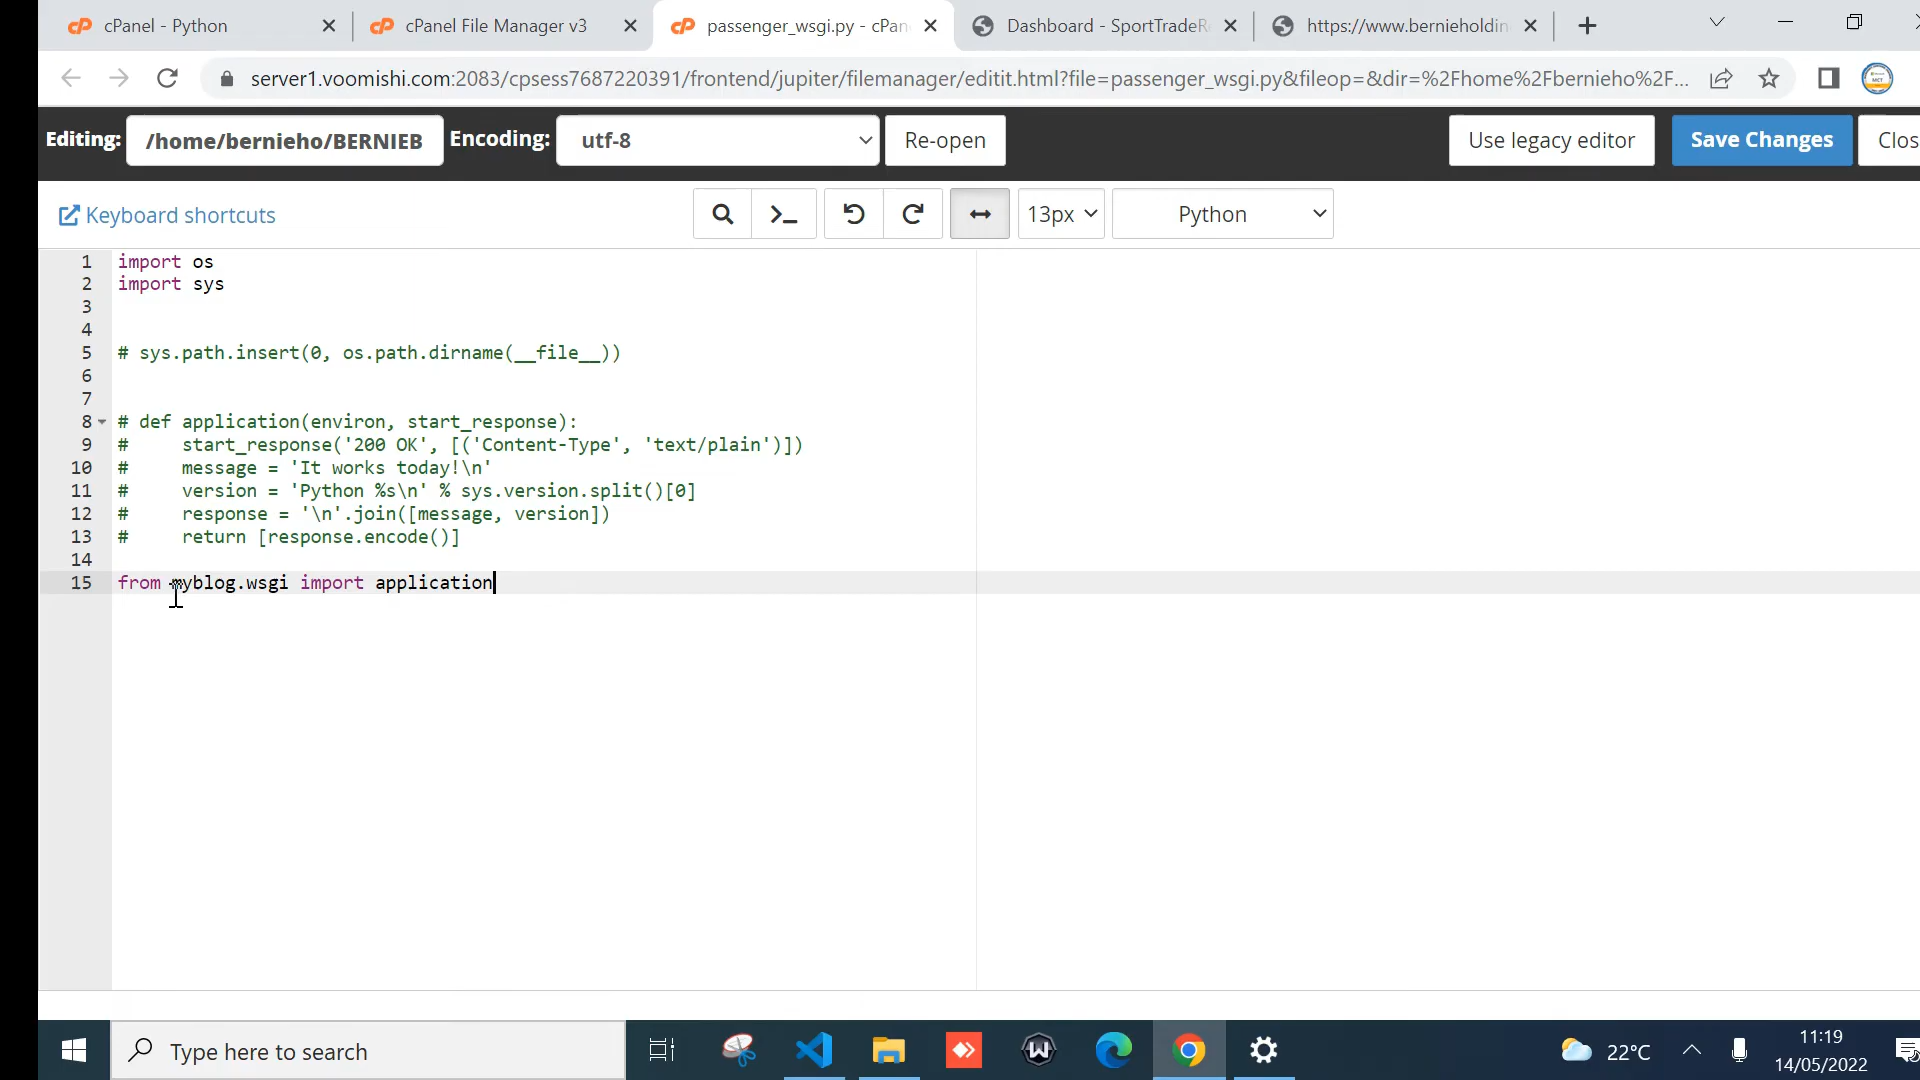 cPanel - Python
cPanel File Manager v3
passenger_wsgi.py - cPan
Dashboard - SportTradeR
https://www.bernieholdin
server1.voomishi.com:2083/cpsess7687220391/frontend/jupiter/filemanager/editit.html?file=passenger_wsgi.py&fileop=&dir=%2Fhome%2Fbernieho%2F...
Editing: /home/bernieho/BERNIEB Encoding: utf-8 Re-open Use legacy editor Save Changes Clos
Keyboard shortcuts 13px Python
1 import os
2 import sys
3
4
5 # sys.path.insert(0, os.path.dirname(__file__))
6
7
8 # def application(environ, start_response):
9 #     start_response('200 OK', [('Content-Type', 'text/plain')])
10 #     message = 'It works today!\n'
11 #     version = 'Python %s\n' % sys.version.split()[0]
12 #     response = '\n'.join([message, version])
13 #     return [response.encode()]
14
15 from myblog.wsgi import application
Type here to search
22°C
11:19
14/05/2022